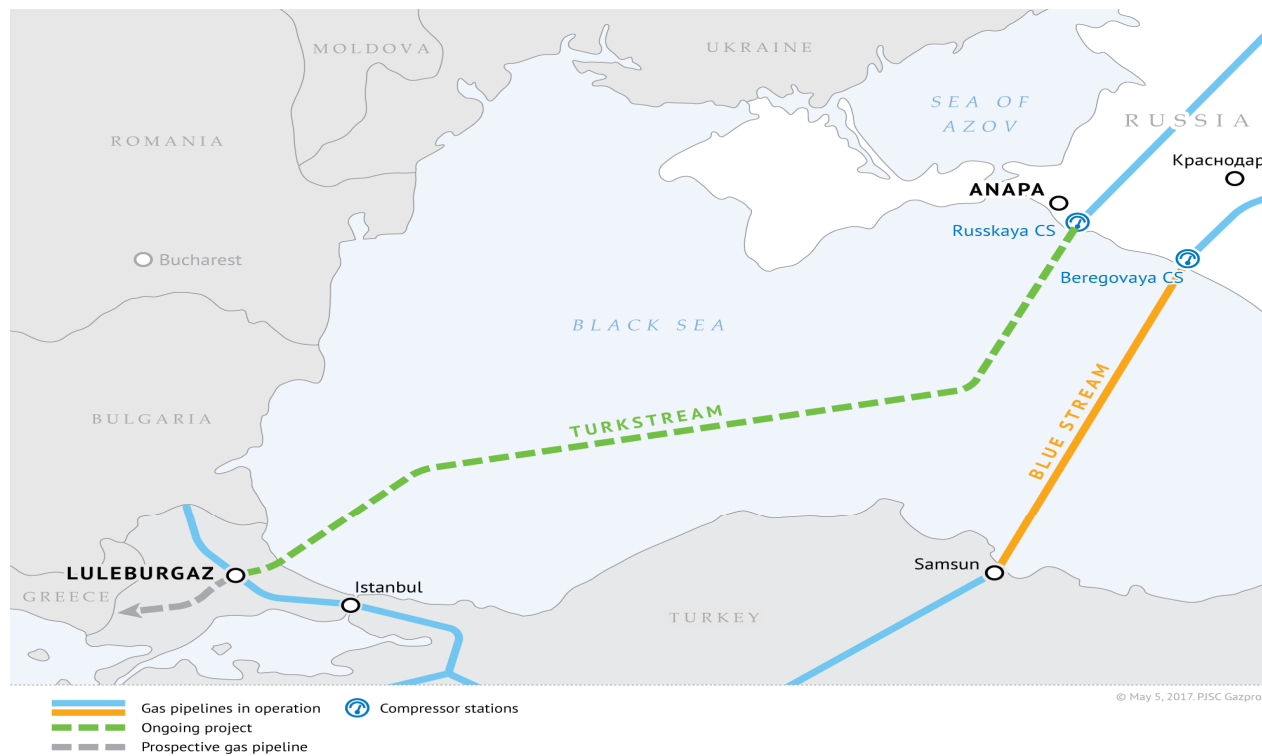 MOLDOVA
UKRAINE
SEA OF
AZOV
RUSSIA
ROMANIA
Краснодар
ANAPA
Russkaya CS
Bucharest
Beregovaya CS
BLACK SEA
BULGARIA
TURKSTREAM
BLUE STREAM
LULEBURGAZ
Samsun
Istanbul
GREECE
TURKEY
© May 5, 2017. PJSC Gazpro
Gas pipelines in operation
Compressor stations
Ongoing project
Prospective gas pipeline